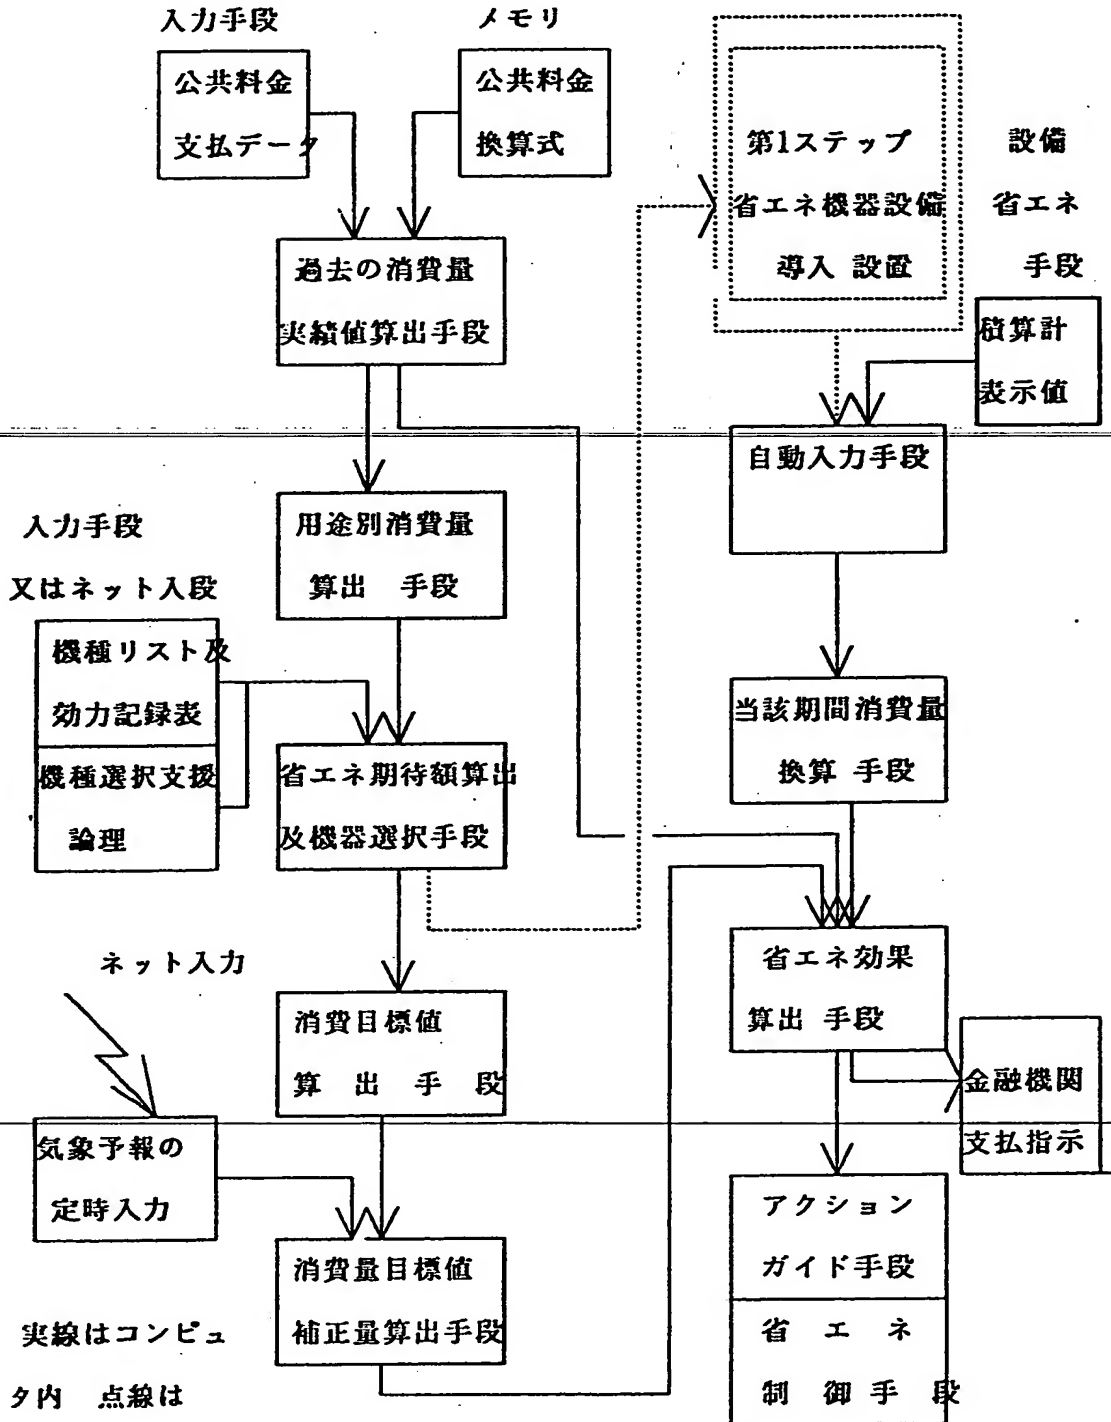 入力手段
メモリ
公共料金
支払データ
公共料金
換算式
過去の消費量
実績値算出手段
第1ステップ
省エネ機器設備
導入 設置
設備
省エネ
手段
積算計
表示値
自動入力手段
入力手段
又はネット入段
用途別消費量
算出 手段
機種リスト及
効力記録表
機種選択支援
論理
省エネ期待額算出
及機器選択手段
当該期間消費量
換算 手段
ネット入力
消費目標値
算 出 手 段
省エネ効果
算出 手段
金融機関
支払指示
気象予報の
定時入力
消費量目標値
補正量算出手段
アクション
ガイド手段
省 エ ネ
制 御 手 段
実線はコンピュ
タ内 点線は